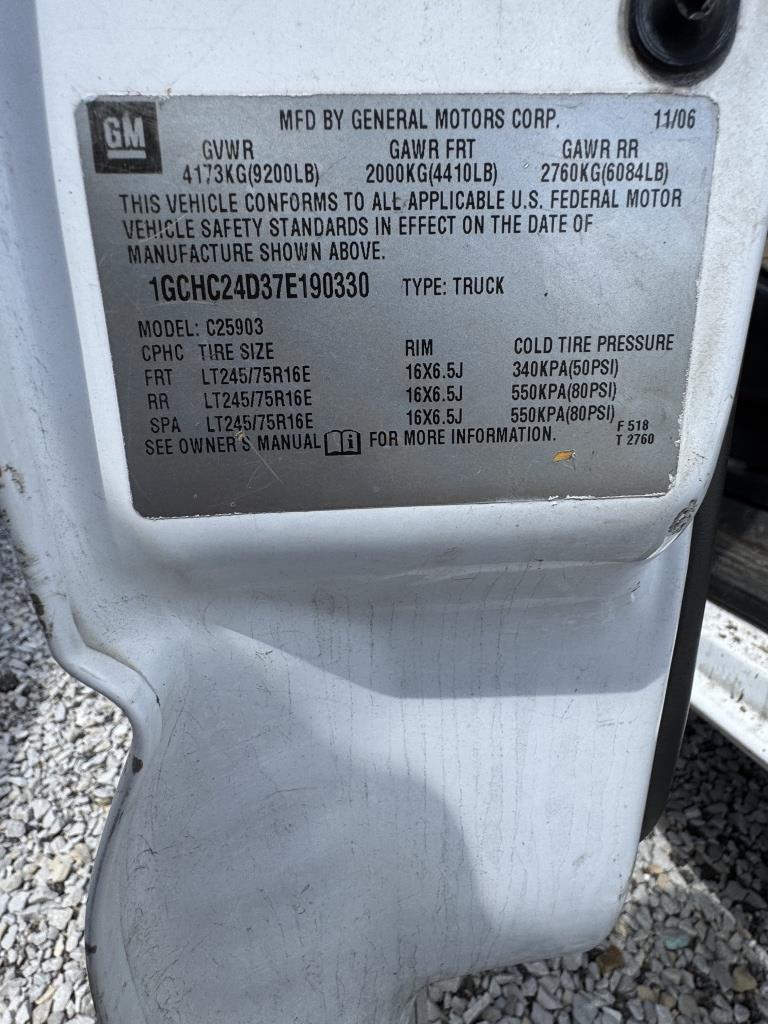 GM MFD BY GENERAL MOTORS CORP. 11/06
GVWR GAWR FRT GAWR RR
4173KG(9200LB) 2000KG(4410LB) 2760KG(6084LB)
THIS VEHICLE CONFORMS TO ALL APPLICABLE U.S. FEDERAL MOTOR
VEHICLE SAFETY STANDARDS IN EFFECT ON THE DATE OF
MANUFACTURE SHOWN ABOVE.
1GCHC24D37E190330 TYPE: TRUCK
MODEL: C25903
CPHC TIRE SIZE RIM COLD TIRE PRESSURE
FRT LT245/75R16E 16X6.5J 340KPA(50PSI)
RR LT245/75R16E 16X6.5J 550KPA(80PSI)
SPA LT245/75R16E 16X6.5J 550KPA(80PSI) F 518
SEE OWNER'S MANUAL FOR MORE INFORMATION. T 2760